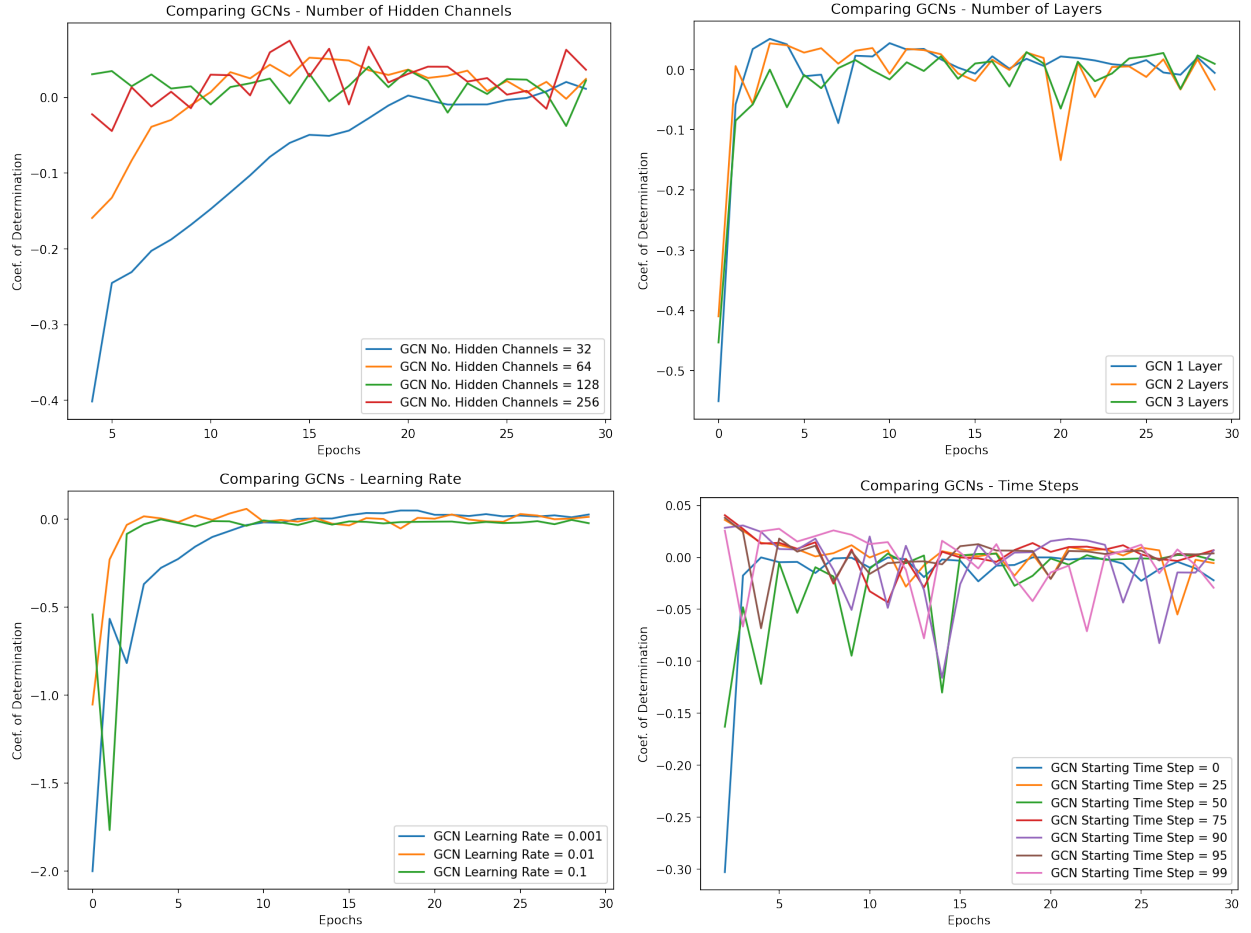 Comparing GCNs - Number of Hidden Channels
Coef. of Determination
0.0
−0.1
−0.2
−0.3
−0.4
5
10
15
20
25
30
Epochs
GCN No. Hidden Channels = 32
GCN No. Hidden Channels = 64
GCN No. Hidden Channels = 128
GCN No. Hidden Channels = 256
Comparing GCNs - Number of Layers
Coef. of Determination
0.0
−0.1
−0.2
−0.3
−0.4
−0.5
0
5
10
15
20
25
30
Epochs
GCN 1 Layer
GCN 2 Layers
GCN 3 Layers
Comparing GCNs - Learning Rate
Coef. of Determination
0.0
−0.5
−1.0
−1.5
−2.0
0
5
10
15
20
25
30
Epochs
GCN Learning Rate = 0.001
GCN Learning Rate = 0.01
GCN Learning Rate = 0.1
Comparing GCNs - Time Steps
Coef. of Determination
0.05
0.00
−0.05
−0.10
−0.15
−0.20
−0.25
−0.30
5
10
15
20
25
30
Epochs
GCN Starting Time Step = 0
GCN Starting Time Step = 25
GCN Starting Time Step = 50
GCN Starting Time Step = 75
GCN Starting Time Step = 90
GCN Starting Time Step = 95
GCN Starting Time Step = 99